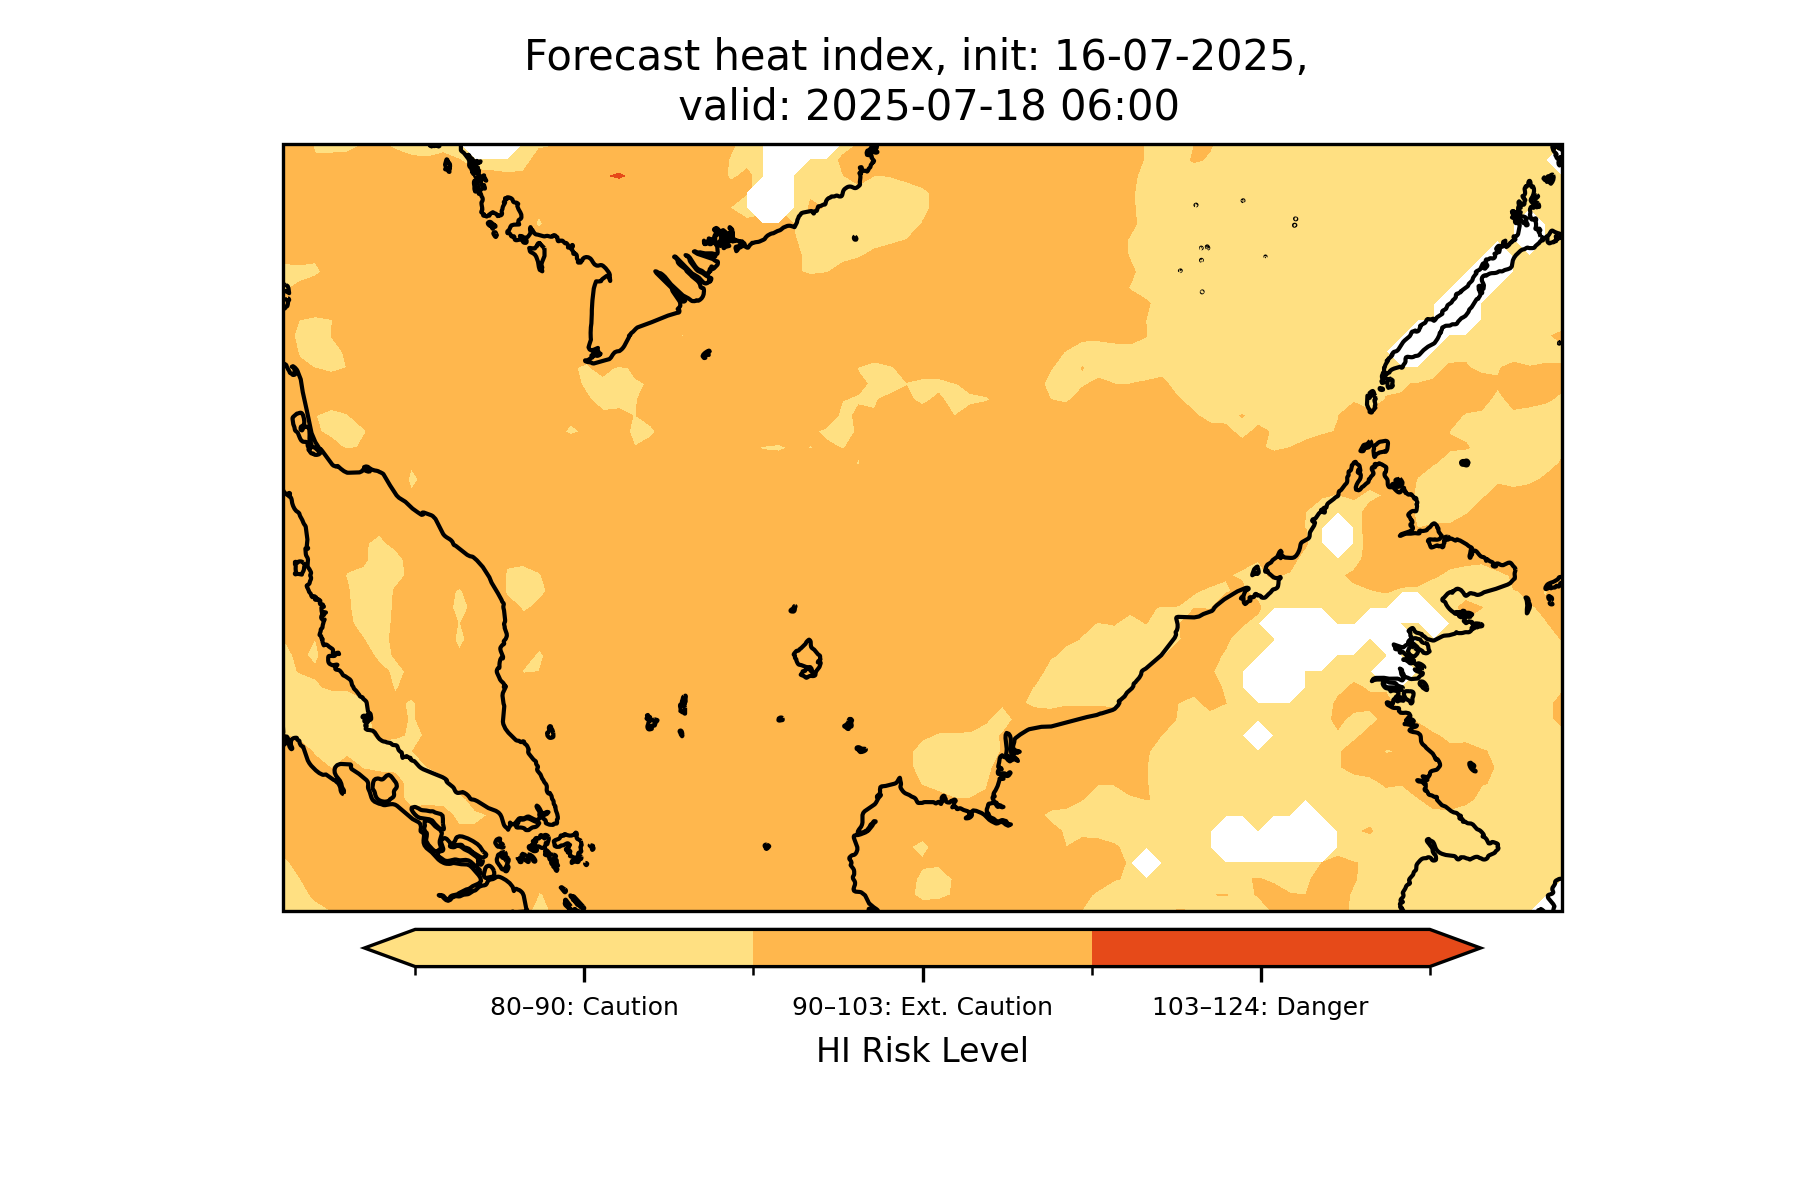 Forecast heat index, init: 16-07-2025,
valid: 2025-07-18 06:00
80–90: Caution
90–103: Ext. Caution
103–124: Danger
HI Risk Level